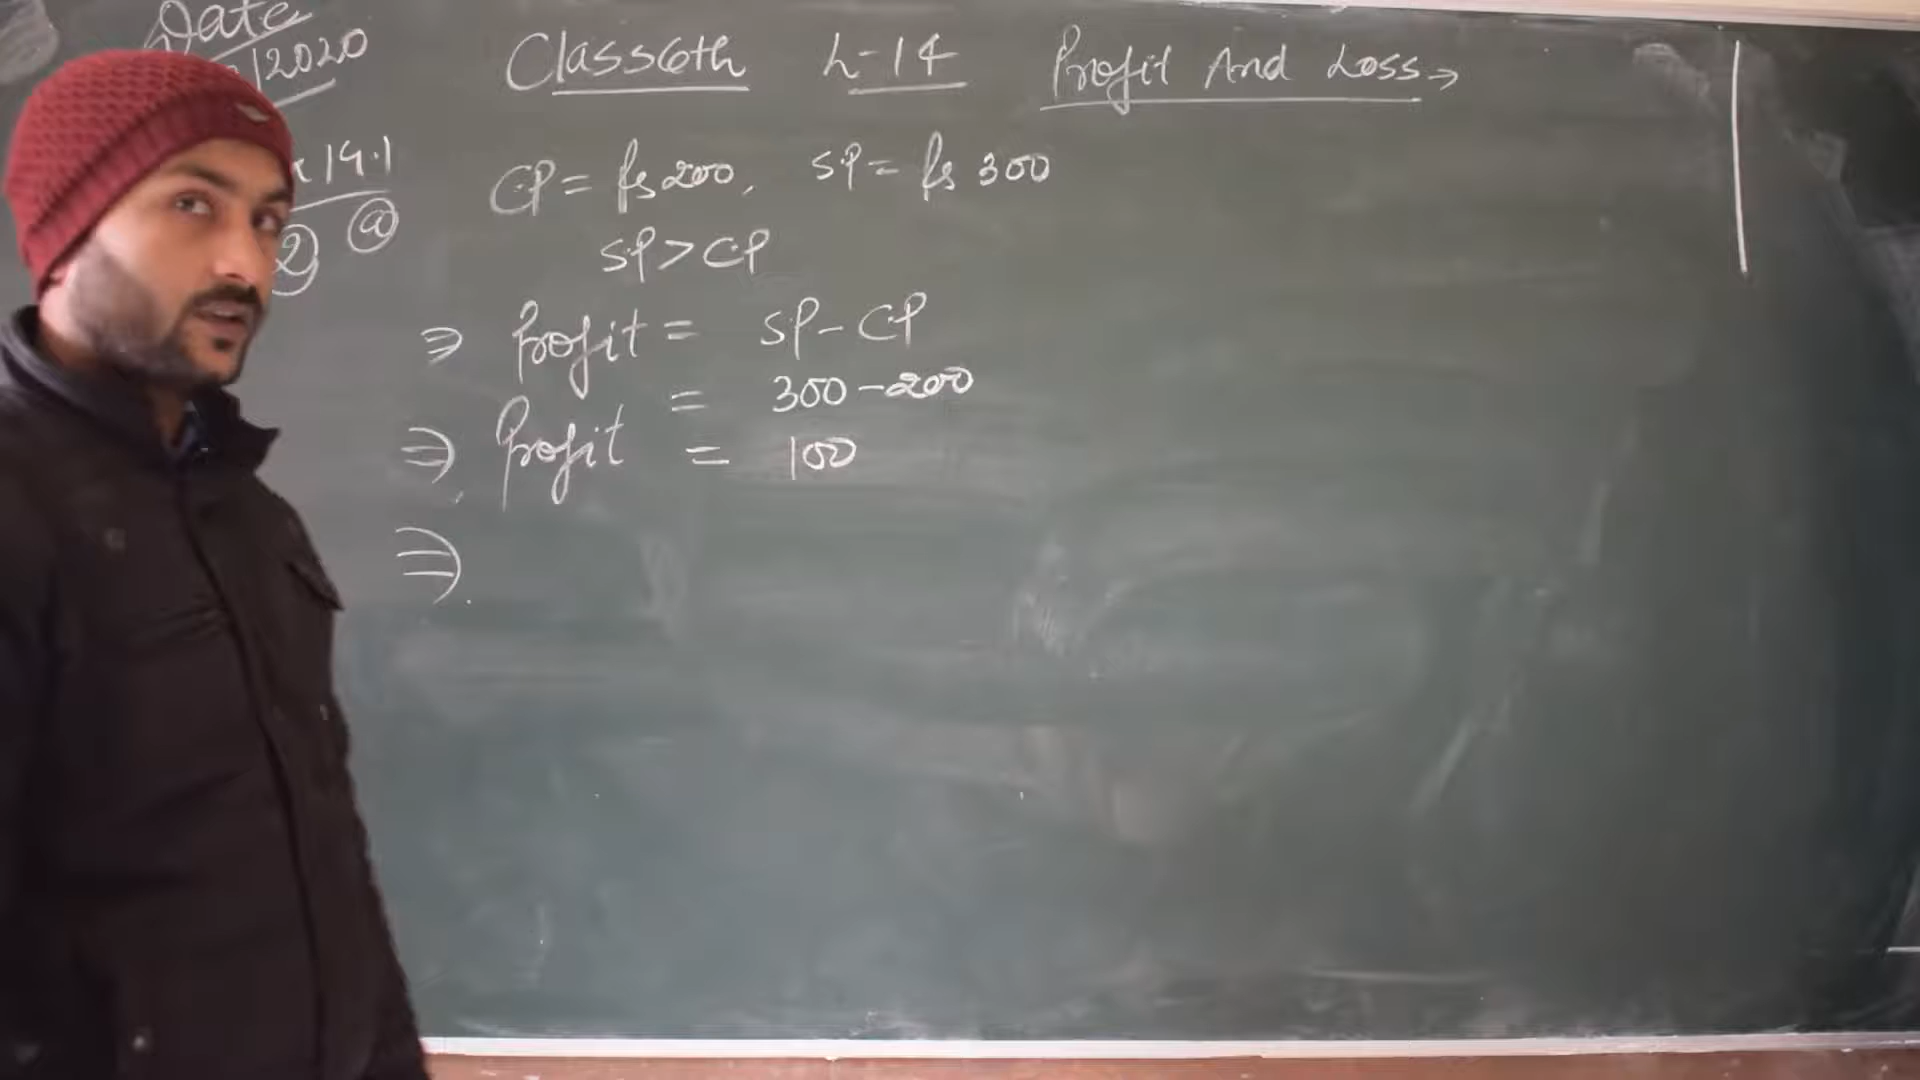 Date
/2020
Class 6th L-14 Profit And Loss →
14.1
2) @
CP = Rs 200, SP = Rs 300
SP > CP
⇒ Profit = SP - CP
= 300 - 200
⇒ Profit = 100
⇒